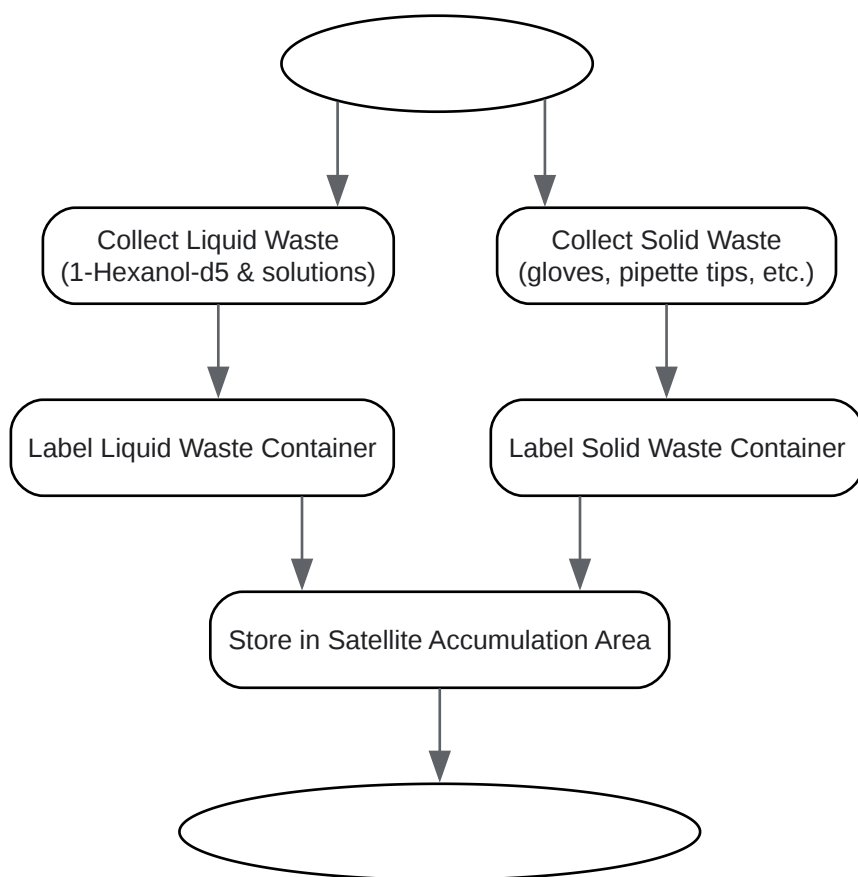 Collect Liquid Waste
(1-Hexanol-d5 & solutions)
Collect Solid Waste
(gloves, pipette tips, etc.)
Label Liquid Waste Container
Label Solid Waste Container
Store in Satellite Accumulation Area